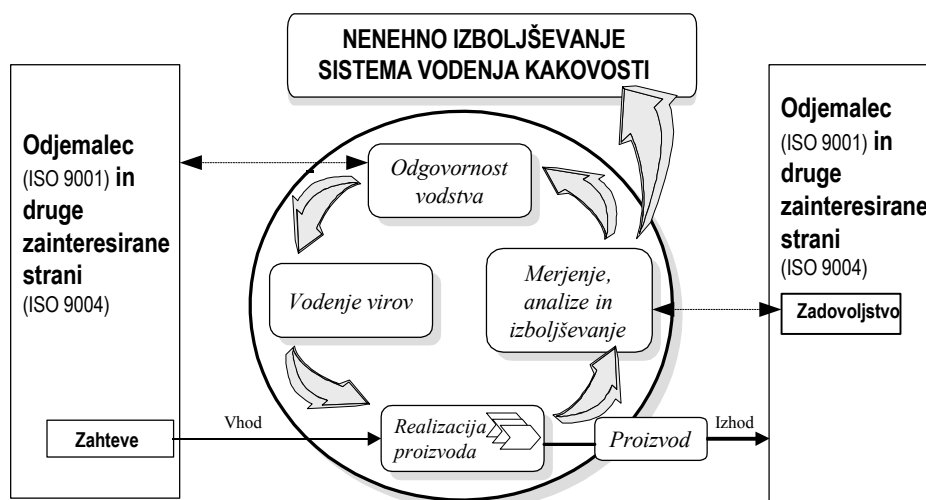 NENEHNO IZBOLJŠEVANJE
SISTEMA VODENJA KAKOVOSTI
Odjemalec
(ISO 9001) in
druge
zainteresirane
strani
(ISO 9004)
Zahteve
Vhod
Odgovornost
vodstva
Vodenje virov
Merjenje,
analize in
izboljševanje
Realizacija
proizvoda
Proizvod
Izhod
Odjemalec
(ISO 9001) in
druge
zainteresirane
strani
(ISO 9004)
Zadovoljstvo